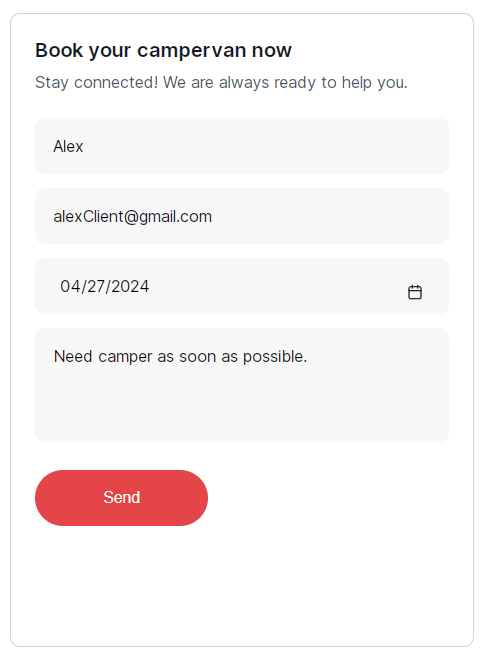 Book your campervan now
Stay connected! We are always ready to help you.
Alex
alexClient@gmail.com
04/27/2024
Need camper as soon as possible.
Send